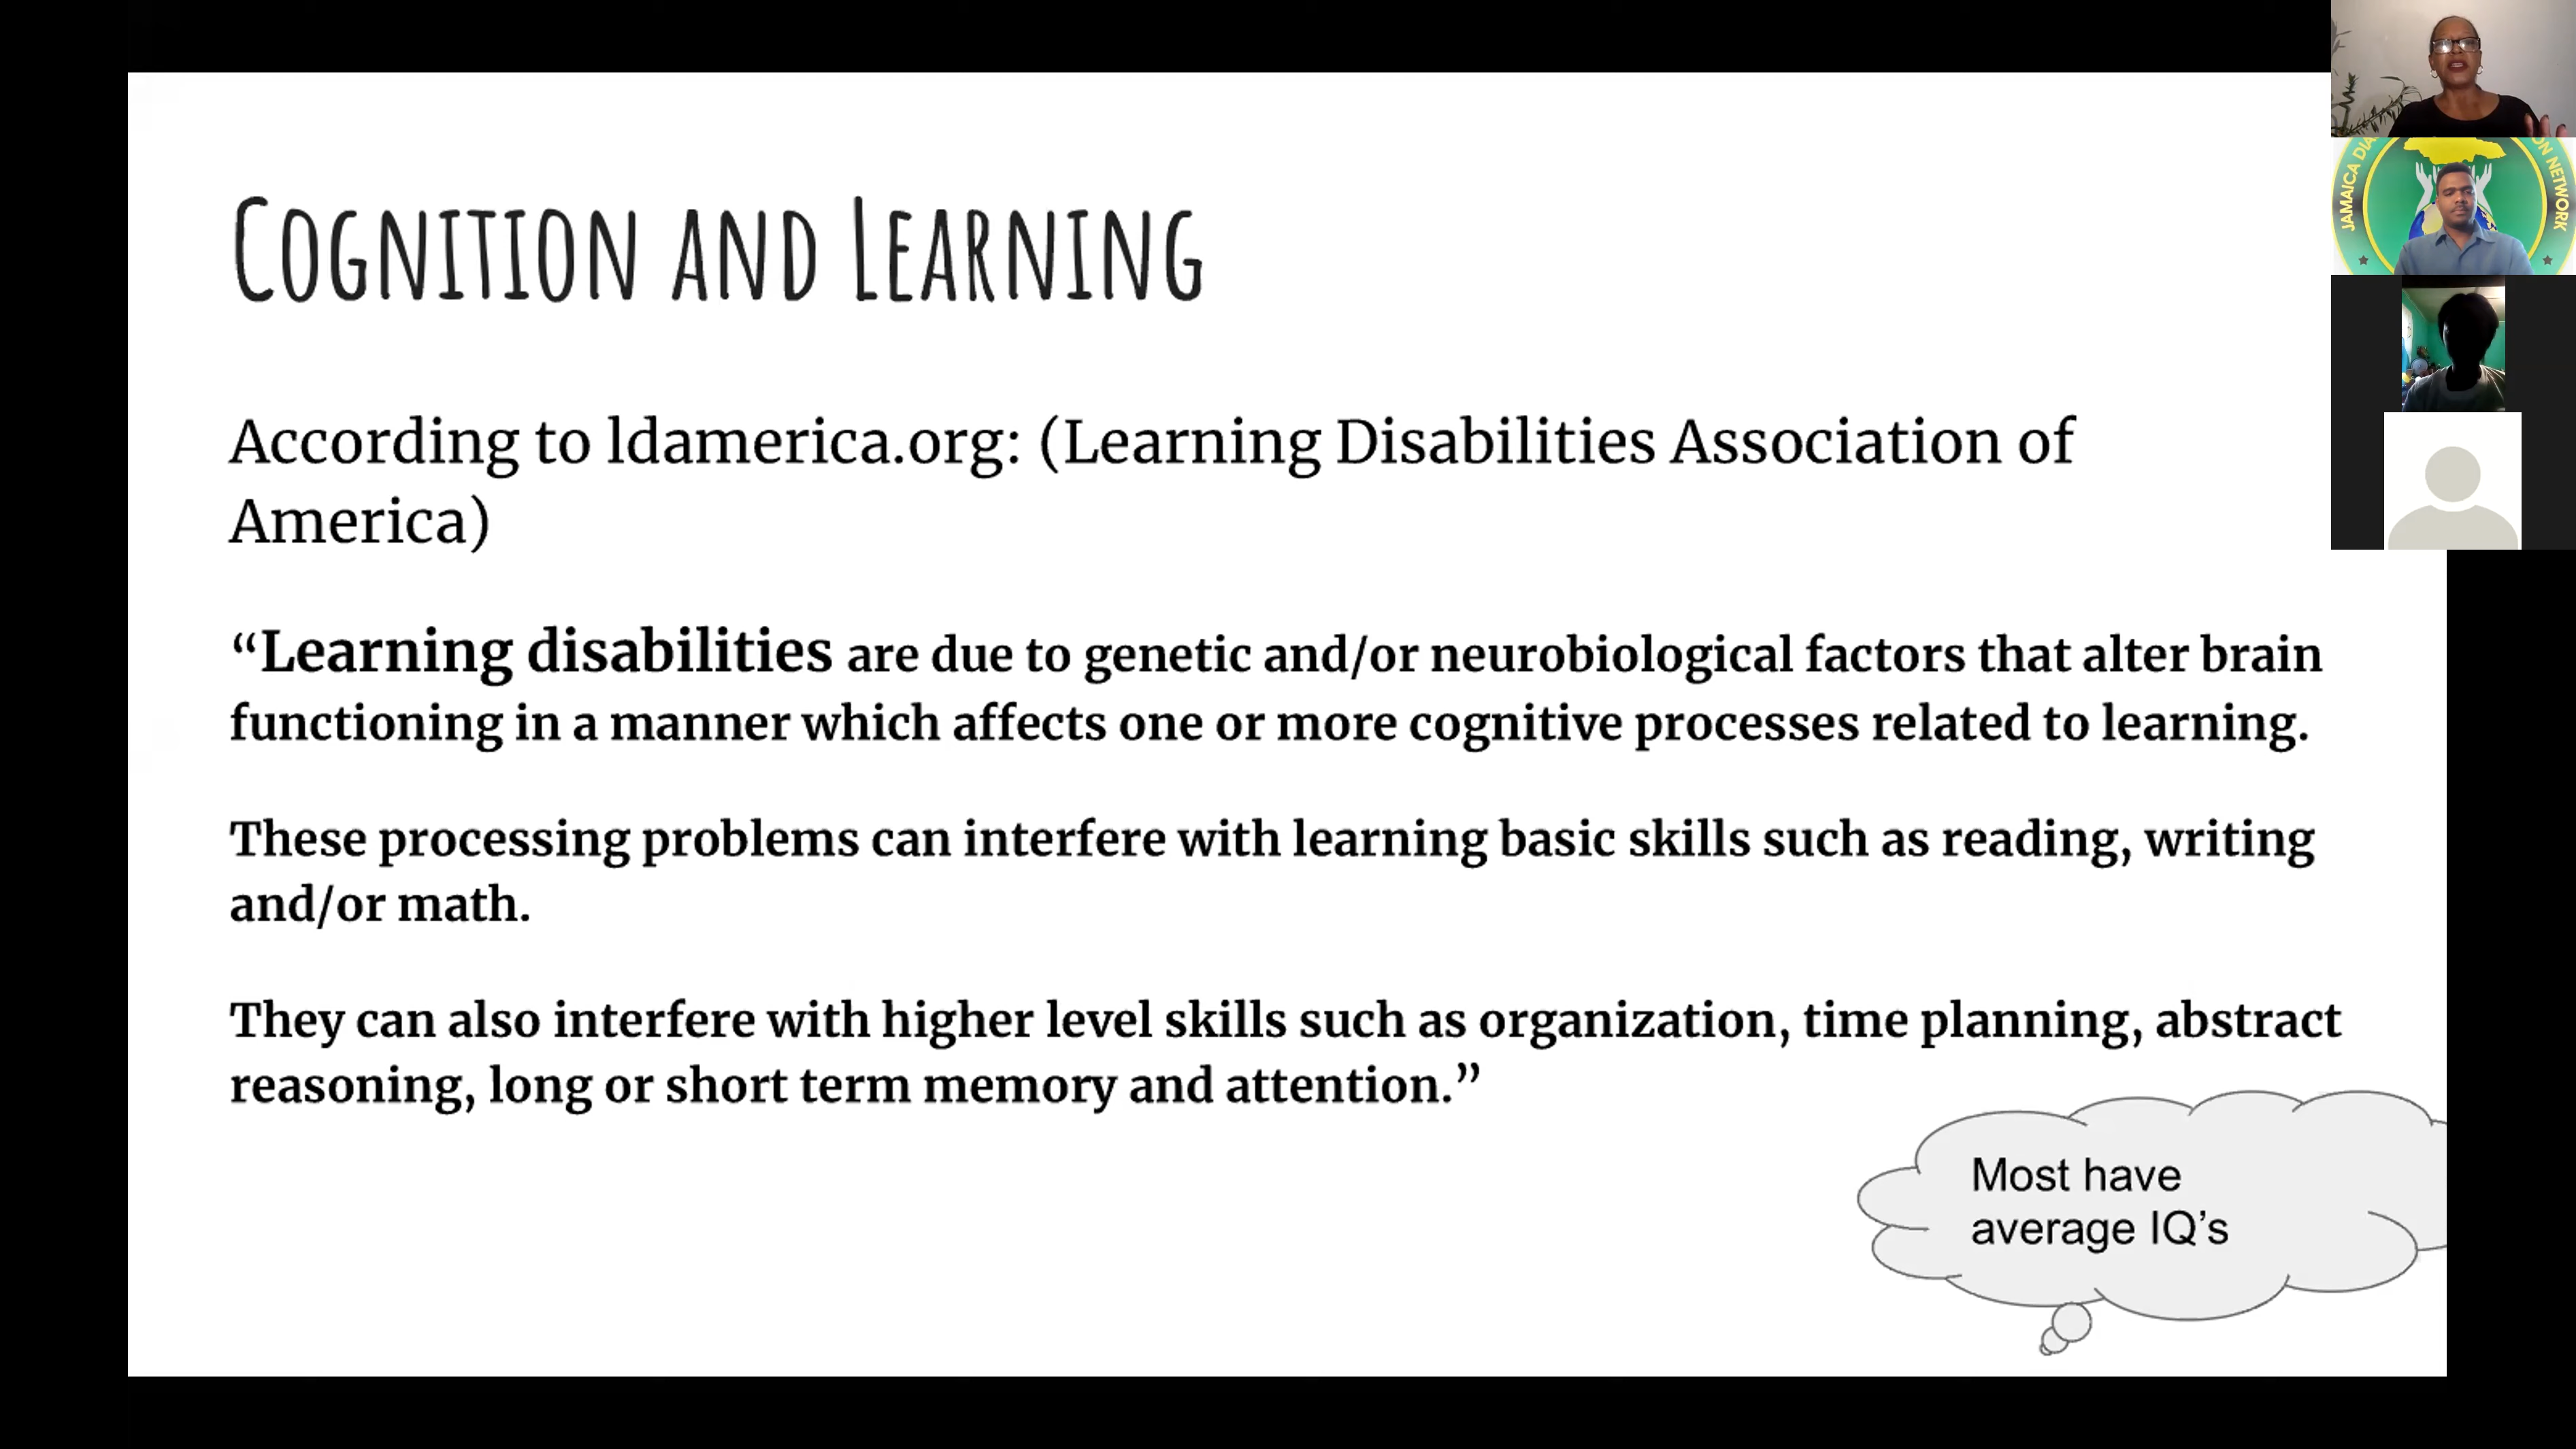 Cognition and Learning
According to ldamerica.org: (Learning Disabilities Association of
America)
“Learning disabilities are due to genetic and/or neurobiological factors that alter brain
functioning in a manner which affects one or more cognitive processes related to learning.
These processing problems can interfere with learning basic skills such as reading, writing
and/or math.
They can also interfere with higher level skills such as organization, time planning, abstract
reasoning, long or short term memory and attention.”
Most have
average IQ’s
JAMAICA
NETWORK